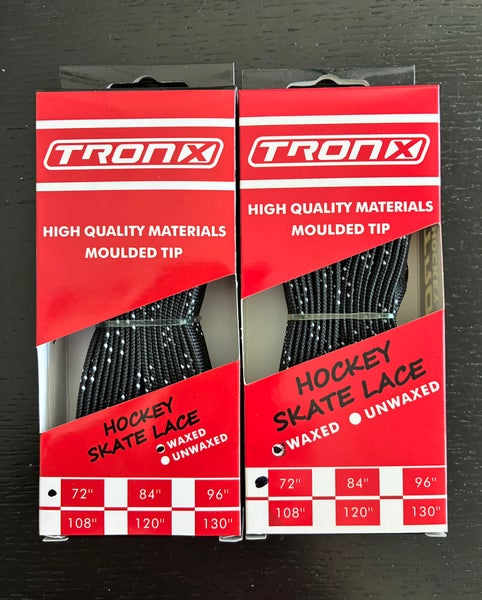 TRONX
HIGH QUALITY MATERIALS
MOULDED TIP
HOCKEY
SKATE LACE
WAXED
UNWAXED
72" 84" 96"
108" 120" 130"
TRONX
HIGH QUALITY MATERIALS
MOULDED TIP
HOCKEY
SKATE LACE
WAXED
UNWAXED
72" 84" 96"
108" 120" 130"